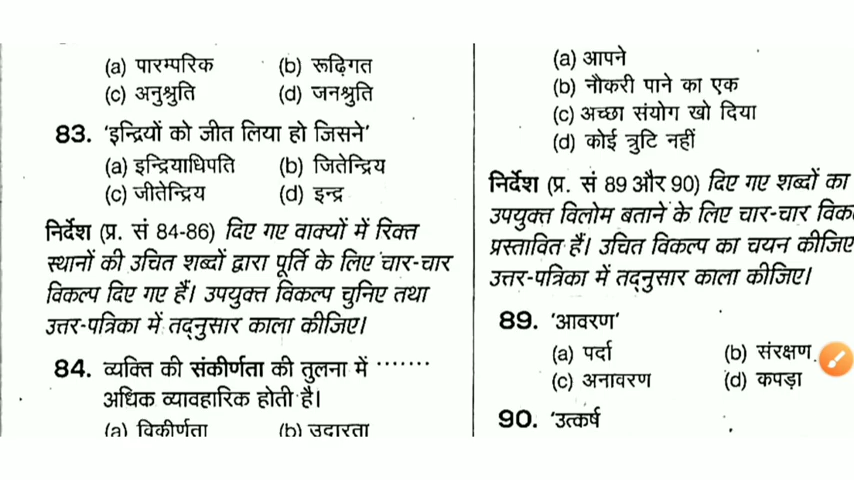 (a) पारम्परिक (b) रूढ़िगत
(c) अनुश्रुति (d) जनश्रुति
83. 'इन्द्रियों को जीत लिया हो जिसने'
(a) इन्द्रियाधिपति (b) जितेन्द्रिय
(c) जीतेन्द्रिय (d) इन्द्र
निर्देश (प्र. सं 84-86) दिए गए वाक्यों में रिक्त
स्थानों की उचित शब्दों द्वारा पूर्ति के लिए चार-चार
विकल्प दिए गए हैं। उपयुक्त विकल्प चुनिए तथा
उत्तर-पत्रिका में तद्नुसार काला कीजिए।
84. व्यक्ति की संकीर्णता की तुलना में .......
अधिक व्यावहारिक होती है।
(a) विकीर्णता (b) उदारता
(a) आपने
(b) नौकरी पाने का एक
(c) अच्छा संयोग खो दिया
(d) कोई त्रुटि नहीं
निर्देश (प्र. सं 89 और 90) दिए गए शब्दों का
उपयुक्त विलोम बताने के लिए चार-चार विक
प्रस्तावित हैं। उचित विकल्प का चयन कीजिए
उत्तर-पत्रिका में तद्नुसार काला कीजिए।
89. 'आवरण'
(a) पर्दा (b) संरक्षण
(c) अनावरण (d) कपड़ा
90. 'उत्कर्ष